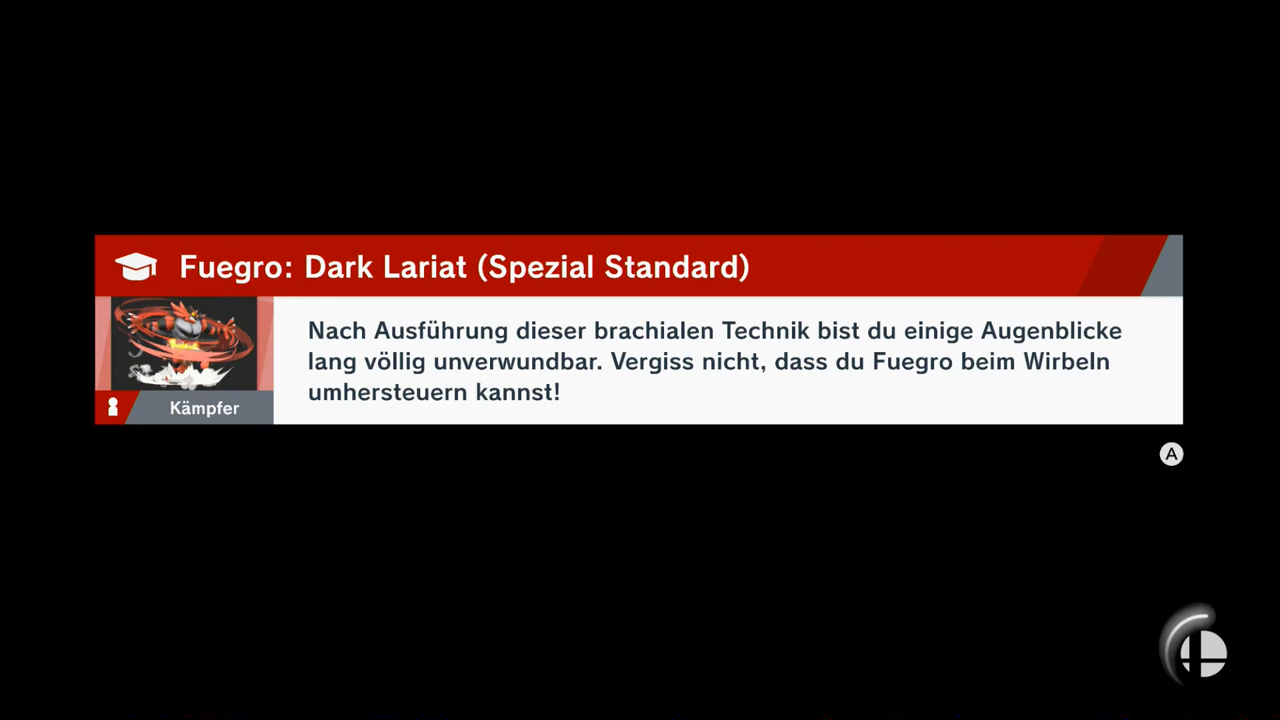 Fuegro: Dark Lariat (Spezial Standard)
Nach Ausführung dieser brachialen Technik bist du einige Augenblicke
lang völlig unverwundbar. Vergiss nicht, dass du Fuegro beim Wirbeln
umhersteuern kannst!
Kämpfer
A